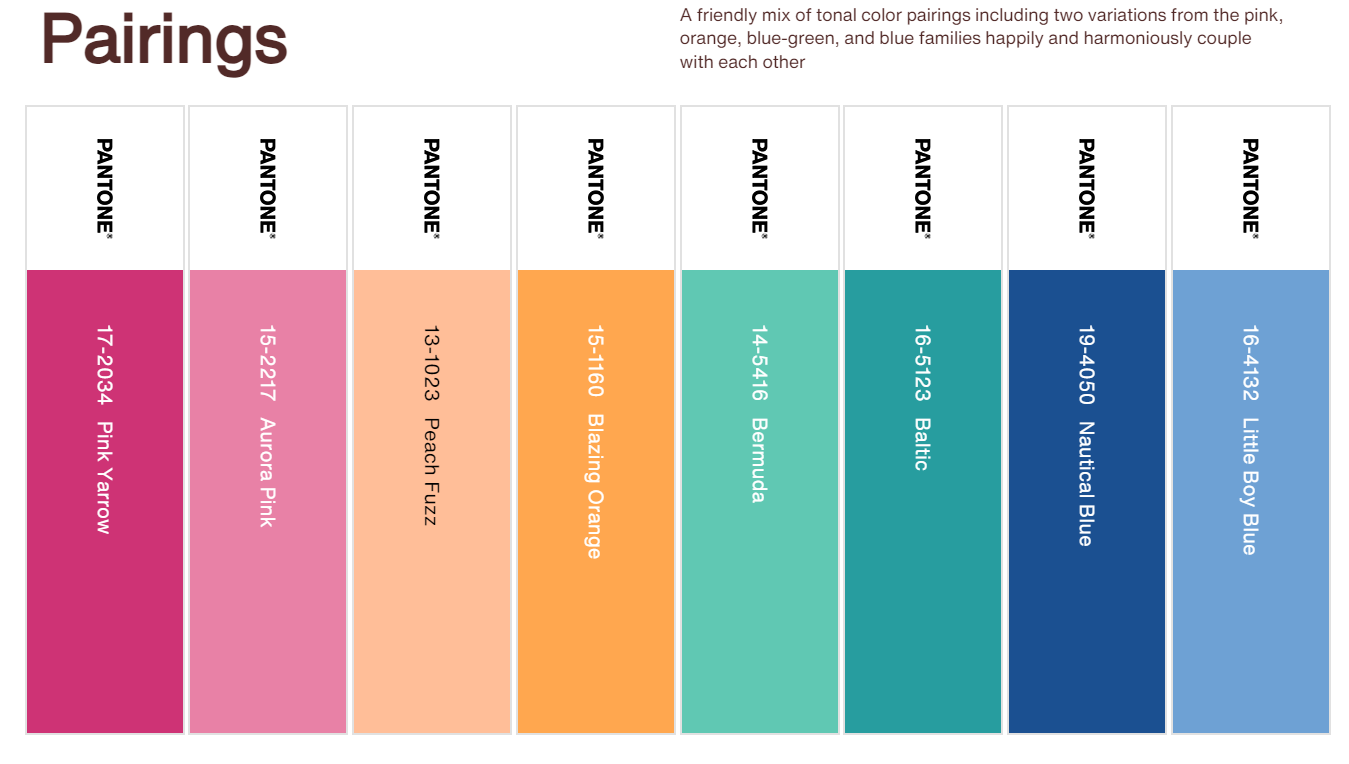 Pairings
A friendly mix of tonal color pairings including two variations from the pink,
orange, blue-green, and blue families happily and harmoniously couple
with each other
PANTONE®
17-2034 Pink Yarrow
PANTONE®
15-2217 Aurora Pink
PANTONE®
13-1023 Peach Fuzz
PANTONE®
15-1160 Blazing Orange
PANTONE®
14-5416 Bermuda
PANTONE®
16-5123 Baltic
PANTONE®
19-4050 Nautical Blue
PANTONE®
16-4132 Little Boy Blue